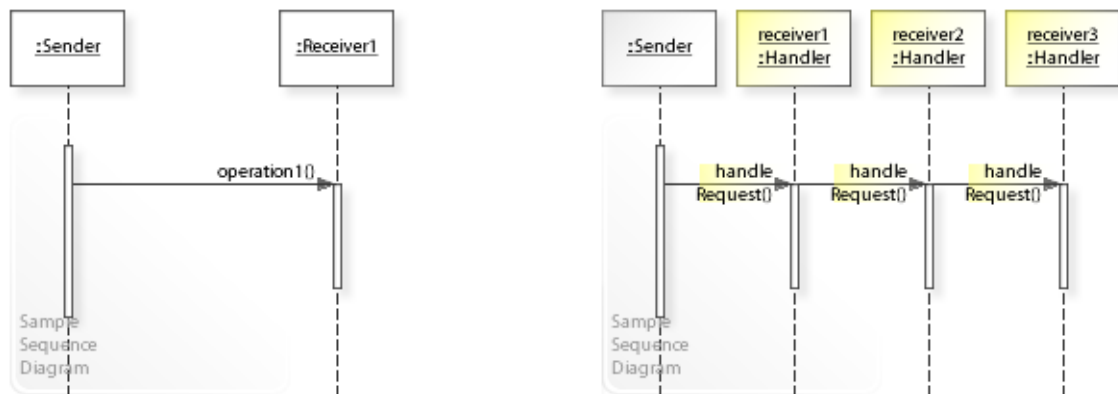 :Sender
:Receiver1
operation1()
Sample
Sequence
Diagram
:Sender
receiver1
:Handler
receiver2
:Handler
receiver3
:Handler
handle
Request()
handle
Request()
handle
Request()
Sample
Sequence
Diagram